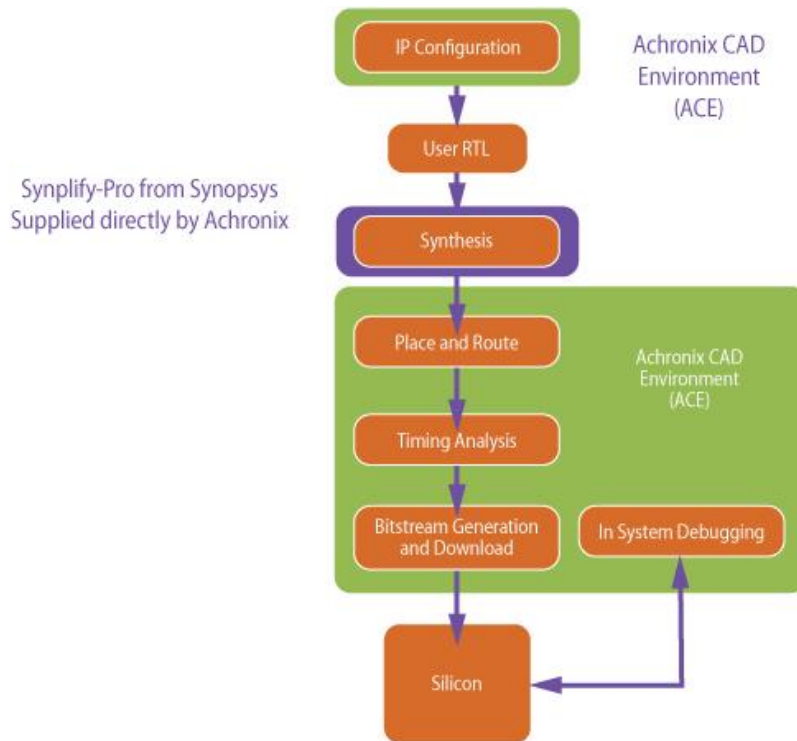 IP Configuration
Achronix CAD
Environment
(ACE)
User RTL
Synplify-Pro from Synopsys
Supplied directly by Achronix
Synthesis
Place and Route
Achronix CAD
Environment
(ACE)
Timing Analysis
Bitstream Generation
and Download
In System Debugging
Silicon